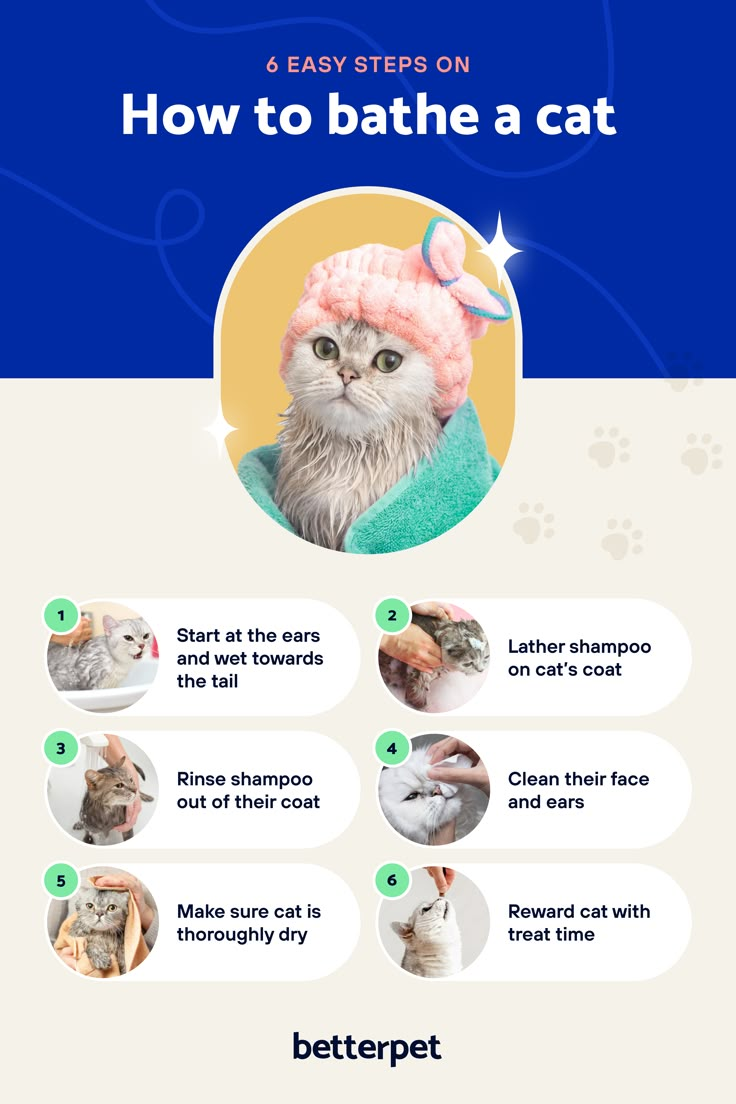 6 EASY STEPS ON
How to bathe a cat
1
Start at the ears
and wet towards
the tail
2
Lather shampoo
on cat's coat
3
Rinse shampoo
out of their coat
4
Clean their face
and ears
5
Make sure cat is
thoroughly dry
6
Reward cat with
treat time
betterpet